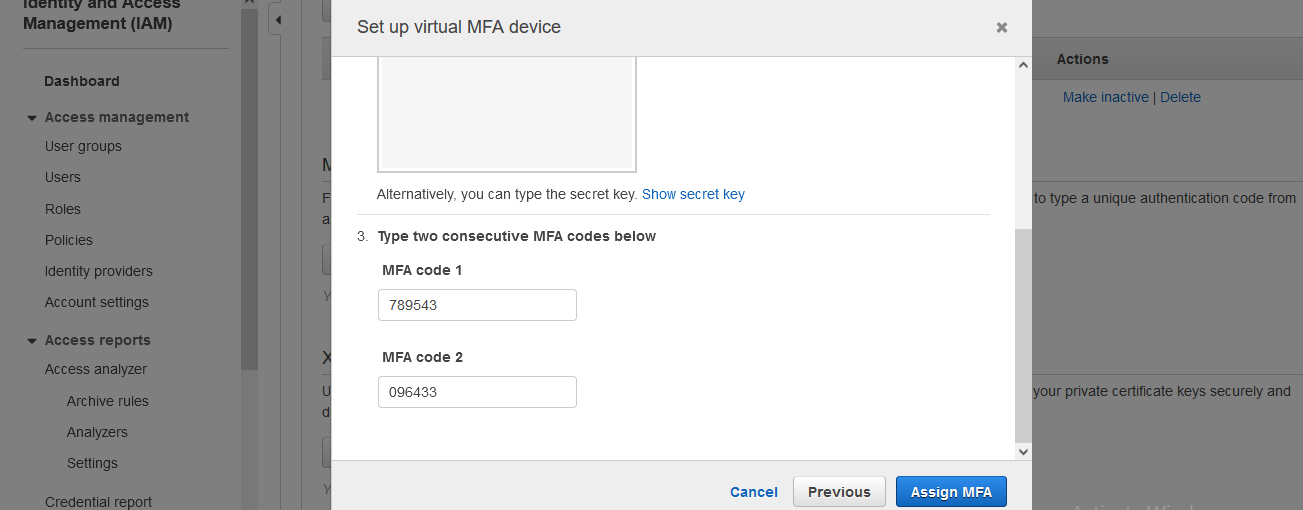 Identity and Access
Management (IAM)
Dashboard
Access management
User groups
Users
Roles
Policies
Identity providers
Account settings
Access reports
Access analyzer
Archive rules
Analyzers
Settings
Credential report
Set up virtual MFA device
Alternatively, you can type the secret key. Show secret key
3. Type two consecutive MFA codes below
MFA code 1
789543
MFA code 2
096433
Cancel
Previous
Assign MFA
Actions
Make inactive | Delete
to type a unique authentication code from
your private certificate keys securely and